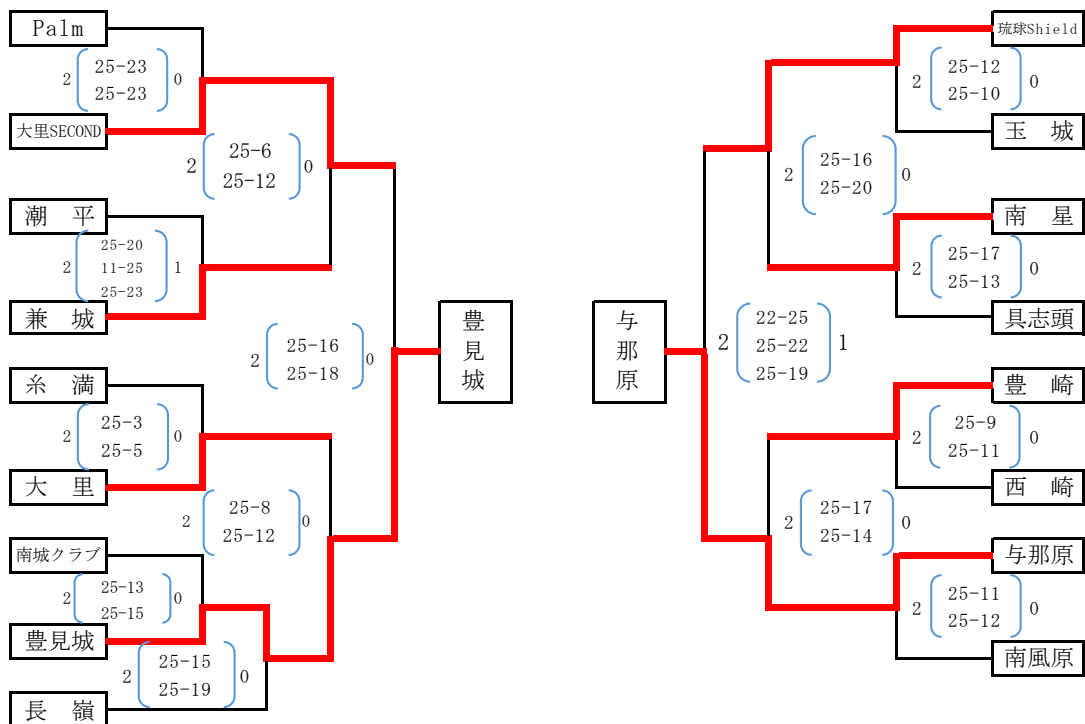 Palm
2 25-23 0
25-23
大里SECOND
2 25-6 0
25-12
潮 平
25-20
2 11-25 1
25-23
兼 城
2 25-16 0
25-18
豊見城
糸 満
2 25-3 0
25-5
大 里
2 25-8 0
25-12
南城クラブ
2 25-13 0
25-15
豊見城
2 25-15 0
25-19
長 嶺
琉球Shield
2 25-12 0
25-10
玉 城
2 25-16 0
25-20
南 星
2 25-17 0
25-13
具志頭
与那原
22-25
2 25-22 1
25-19
豊 崎
2 25-9 0
25-11
西 崎
2 25-17 0
25-14
与那原
2 25-11 0
25-12
南風原